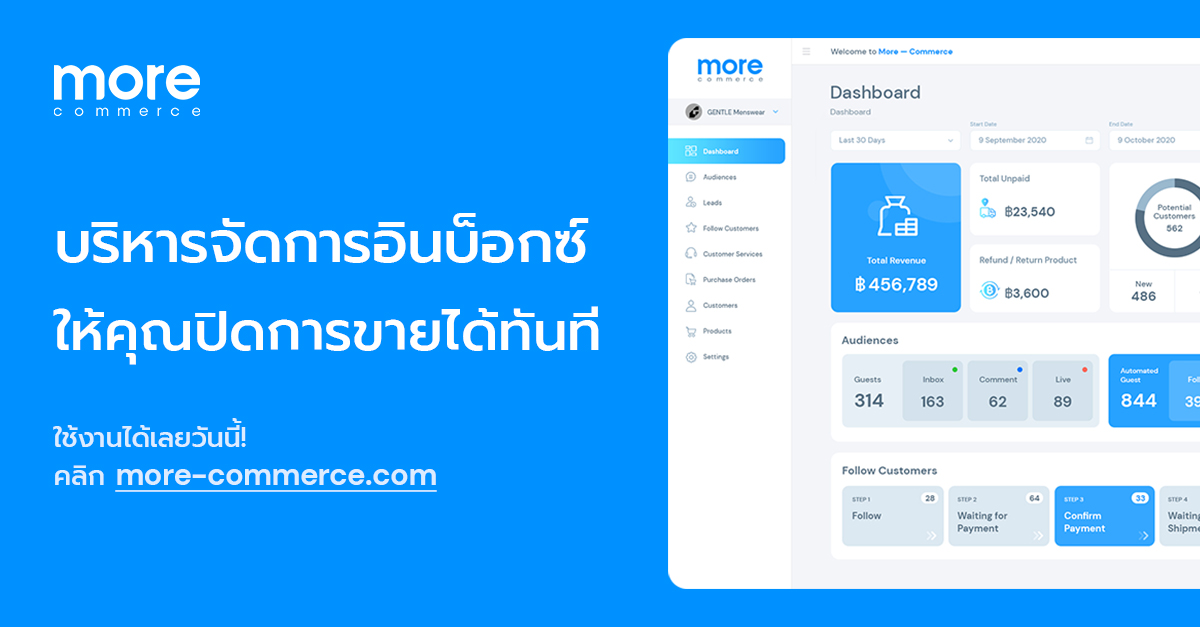 more
commerce
บริหารจัดการอินบ็อกซ์
ให้คุณปิดการขายได้ทันที
ใช้งานได้เลยวันนี้!
คลิก more-commerce.com
more
commerce
GENTLE Menswear
Dashboard
Audiences
Leads
Follow Customers
Customer Services
Purchase Orders
Customers
Products
Settings
Welcome to More — Commerce
Dashboard
Dashboard
Start Date
End Date
Last 30 Days
9 September 2020
9 October 2020
Total Revenue
฿456,789
Total Unpaid
฿23,540
Refund / Return Product
฿3,600
Potential
Customers
562
New
486
Audiences
Guests
314
Inbox
163
Comment
62
Live
89
Automated
Guest
844
Fol
39
Follow Customers
STEP 1
28
Follow
STEP 2
64
Waiting for
Payment
STEP 3
33
Confirm
Payment
STEP 4
Waiting
Shipme